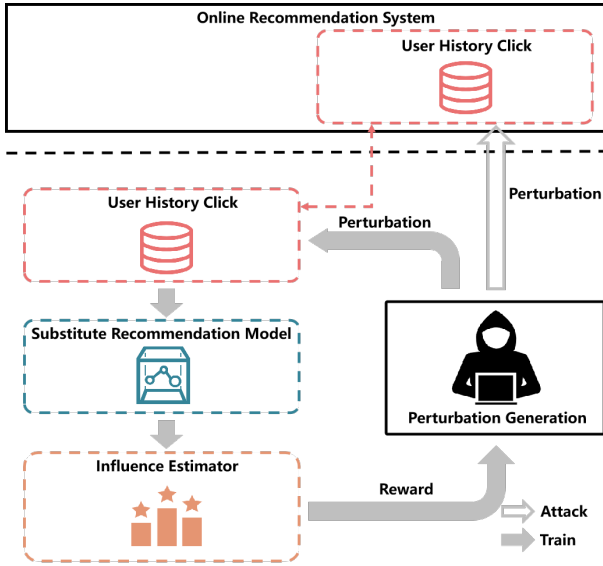 Online Recommendation System
User History Click
Perturbation
User History Click
Perturbation
Substitute Recommendation Model
Perturbation Generation
Influence Estimator
Reward
Attack
Train